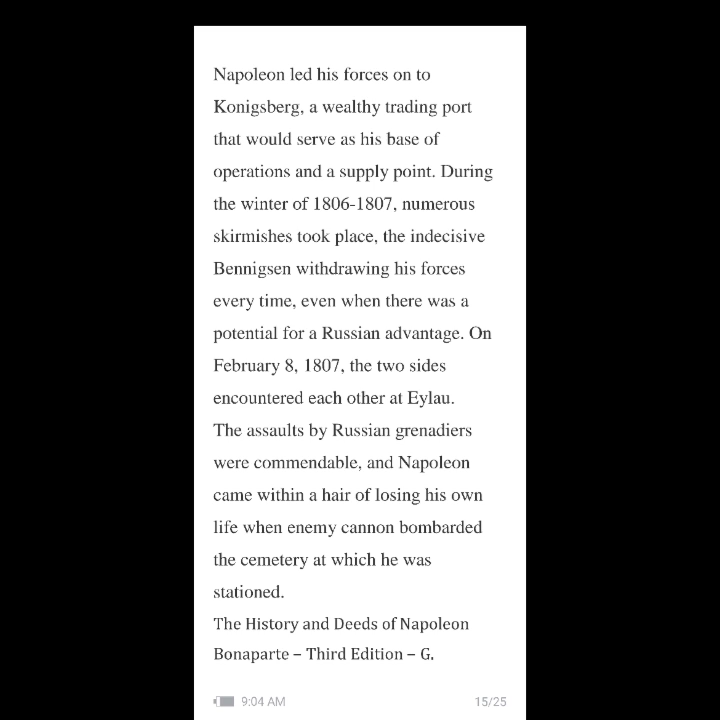 Napoleon led his forces on to
Konigsberg, a wealthy trading port
that would serve as his base of
operations and a supply point. During
the winter of 1806-1807, numerous
skirmishes took place, the indecisive
Bennigsen withdrawing his forces
every time, even when there was a
potential for a Russian advantage. On
February 8, 1807, the two sides
encountered each other at Eylau.
The assaults by Russian grenadiers
were commendable, and Napoleon
came within a hair of losing his own
life when enemy cannon bombarded
the cemetery at which he was
stationed.
The History and Deeds of Napoleon
Bonaparte – Third Edition – G.
9:04 AM 15/25